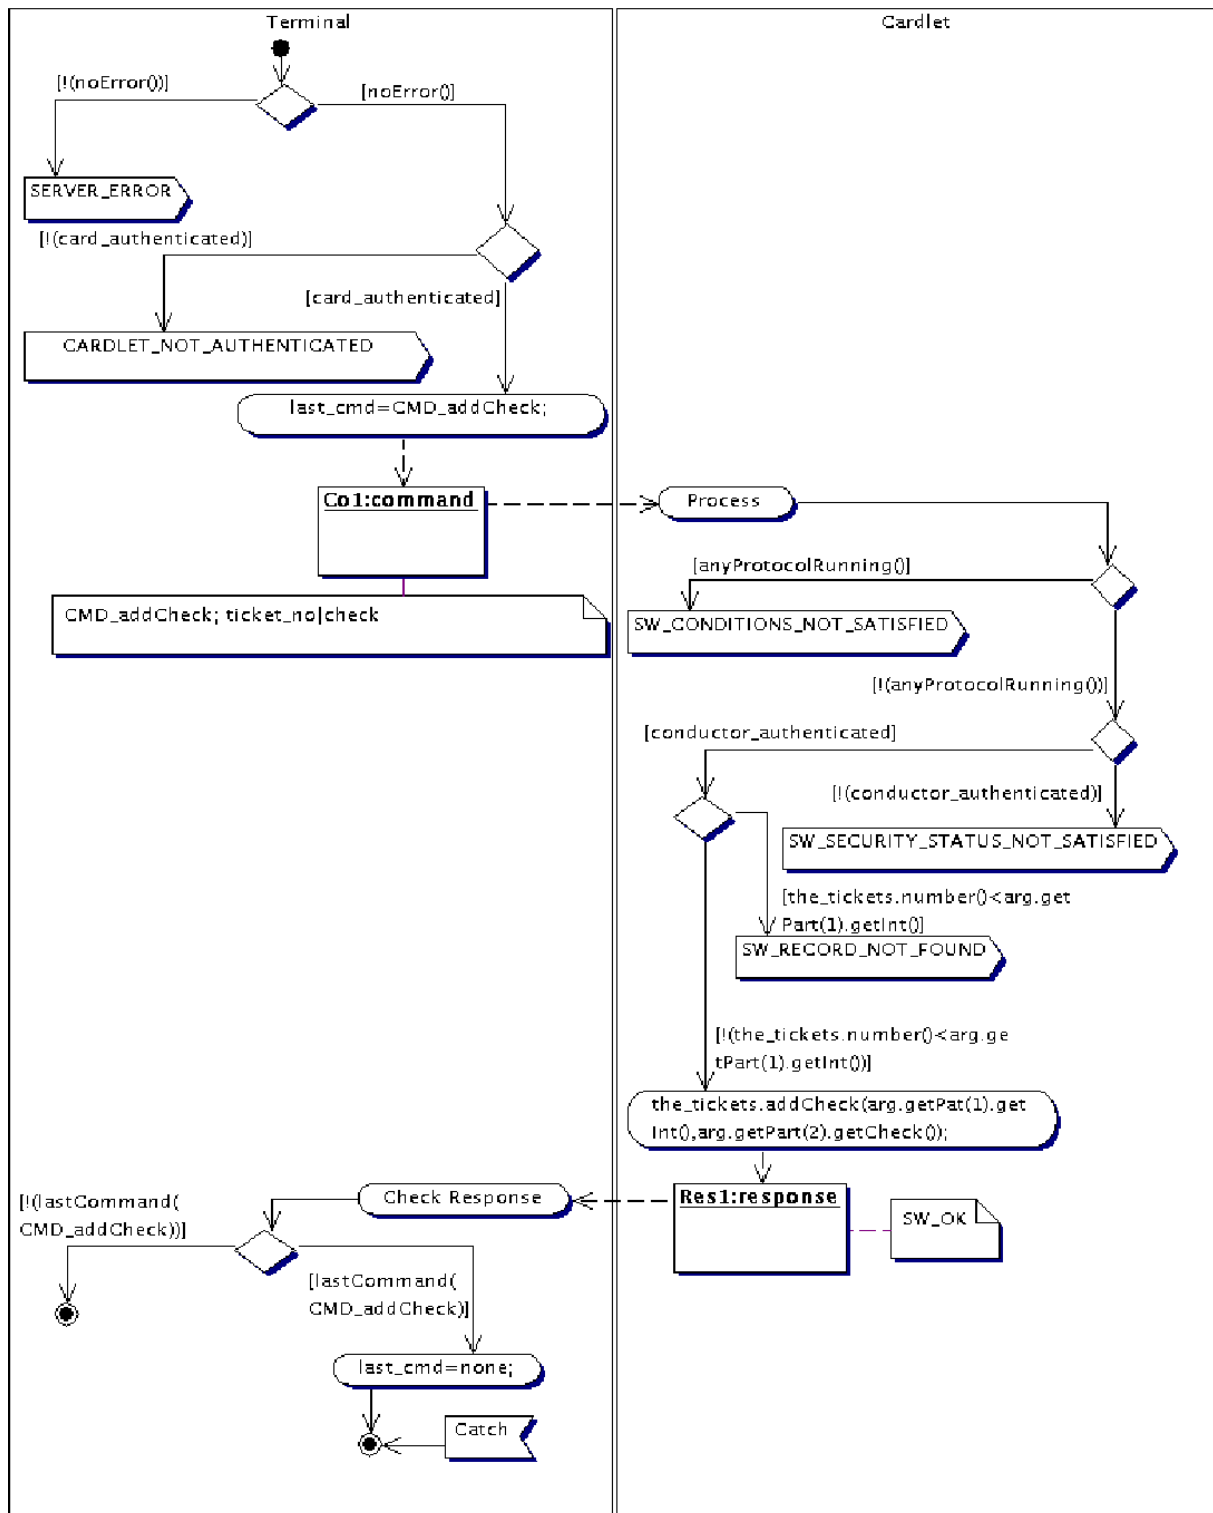 Terminal
Cardlet
[!(noError())]
[noError()]
SERVER_ERROR
[!(card_authenticated)]
[card_authenticated]
CARDLET_NOT_AUTHENTICATED
last_cmd=CMD_addCheck;
Co1:command
Process
CMD_addCheck; ticket_no|check
[anyProtocolRunning()]
SW_CONDITIONS_NOT_SATISFIED
[!(anyProtocolRunning())]
[conductor_authenticated]
[!(conductor_authenticated)]
SW_SECURITY_STATUS_NOT_SATISFIED
[the_tickets.number()<arg.get
Part(1).getInt()]
SW_RECORD_NOT_FOUND
[!(the_tickets.number()<arg.ge
tPart(1).getInt())]
the_tickets.addCheck(arg.getPat(1).get
Int(),arg.getPart(2).getCheck());
Check Response
Res1:response
SW_OK
[!(lastCommand(
CMD_addCheck))]
[lastCommand(
CMD_addCheck)]
last_cmd=none;
Catch